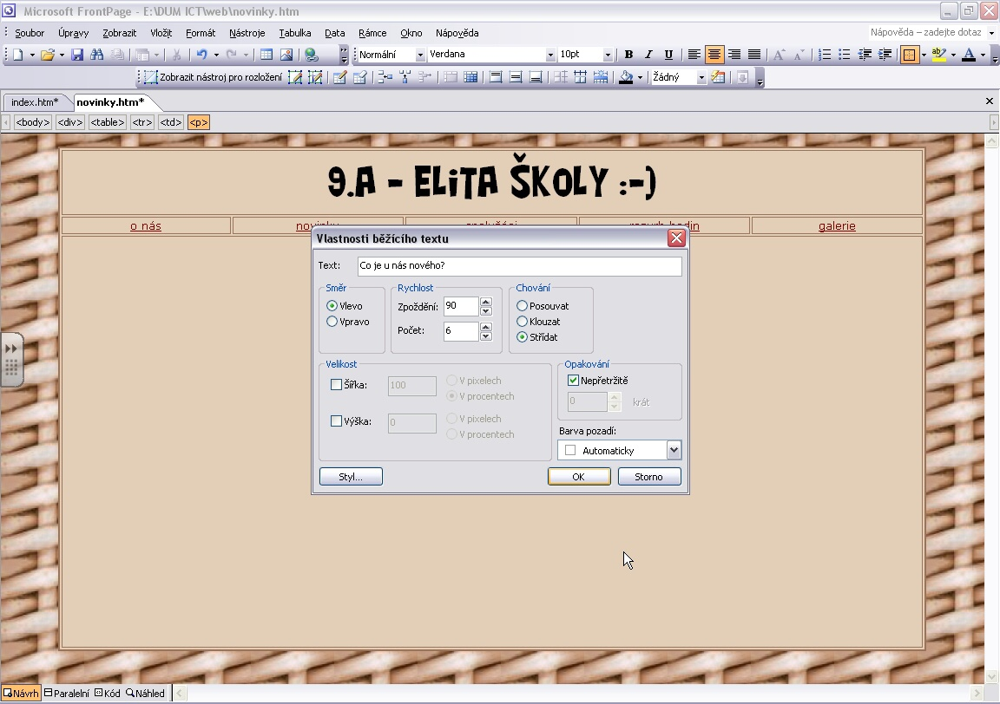 Microsoft FrontPage - E:\DUM ICT\web\novinky.htm
Soubor Úpravy Zobrazit Vložit Formát Nástroje Tabulka Data Rámce Okno Nápověda Nápověda – zadejte dotaz
Normální Verdana 10pt B I U
Zobrazit nástroj pro rozložení Žádný
index.htm* novinky.htm*
<body> <div> <table> <tr> <td> <p>
9.A - ELiTA ŠKOLY :-)
o nás galerie
Vlastnosti běžícího textu
Text: Co je u nás nového?
Směr Rychlost Chování
Vlevo Zpoždění: 90 Posouvat
Vpravo Počet: 6 Klouzat
Střídat
Velikost Opakování
Šířka: 100 V pixelech Nepřetržitě
V procentech 0 krát
Výška: 0 V pixelech
V procentech Barva pozadí:
Automaticky
Styl... OK Storno
Návrh Paralelní Kód Náhled